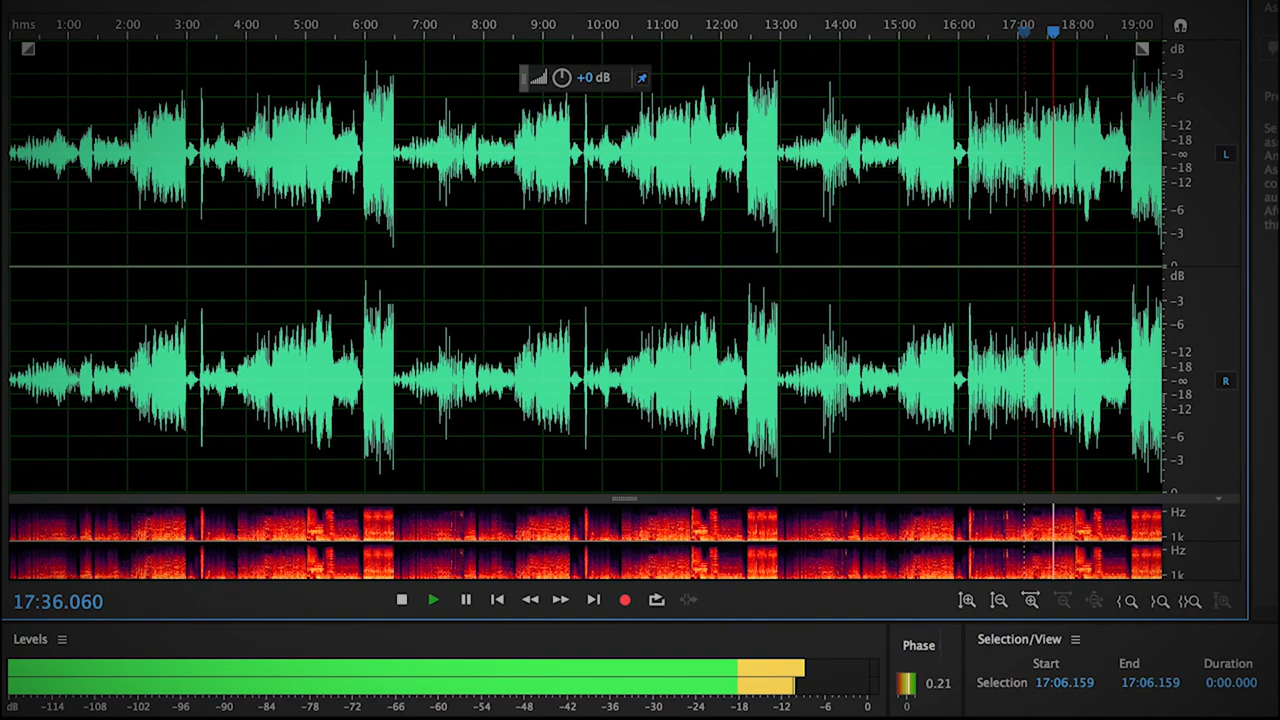 hms 1:00 2:00 3:00 4:00 5:00 6:00 7:00 8:00 9:00 10:00 11:00 12:00 13:00 14:00 15:00 16:00 17:00 18:00 19:00
dB
+0 dB
-3
-6
-12
-18
-∞
-18
-12
-6
-3
L
dB
-3
-6
-12
-18
-∞
-18
-12
-6
-3
R
Hz
1k
Hz
1k
17:36.060
Levels
dB -114 -108 -102 -96 -90 -84 -78 -72 -66 -60 -54 -48 -42 -36 -30 -24 -18 -12 -6 0
Phase
0.21
0
Selection/View
Start End Duration
Selection 17:06.159 17:06.159 0:00.000